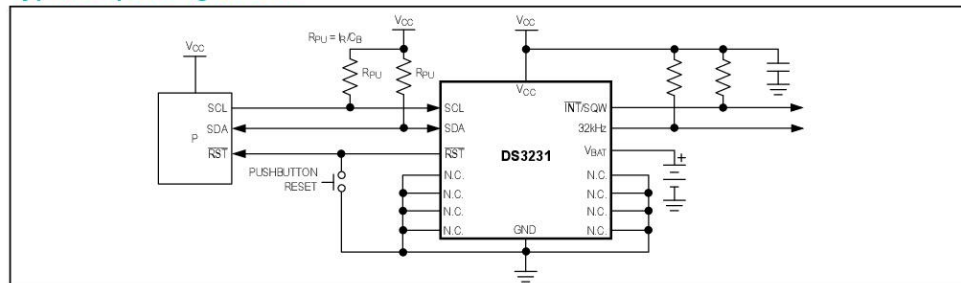 VCC
VCC
RPU = tR/CB
VCC
RPU
RPU
VCC
SCL
SCL
INT/SQW
SDA
SDA
32kHz
P
RST
RST
DS3231
VBAT
+
PUSHBUTTON
RESET
N.C.
N.C.
N.C.
N.C.
N.C.
N.C.
N.C.
GND
N.C.